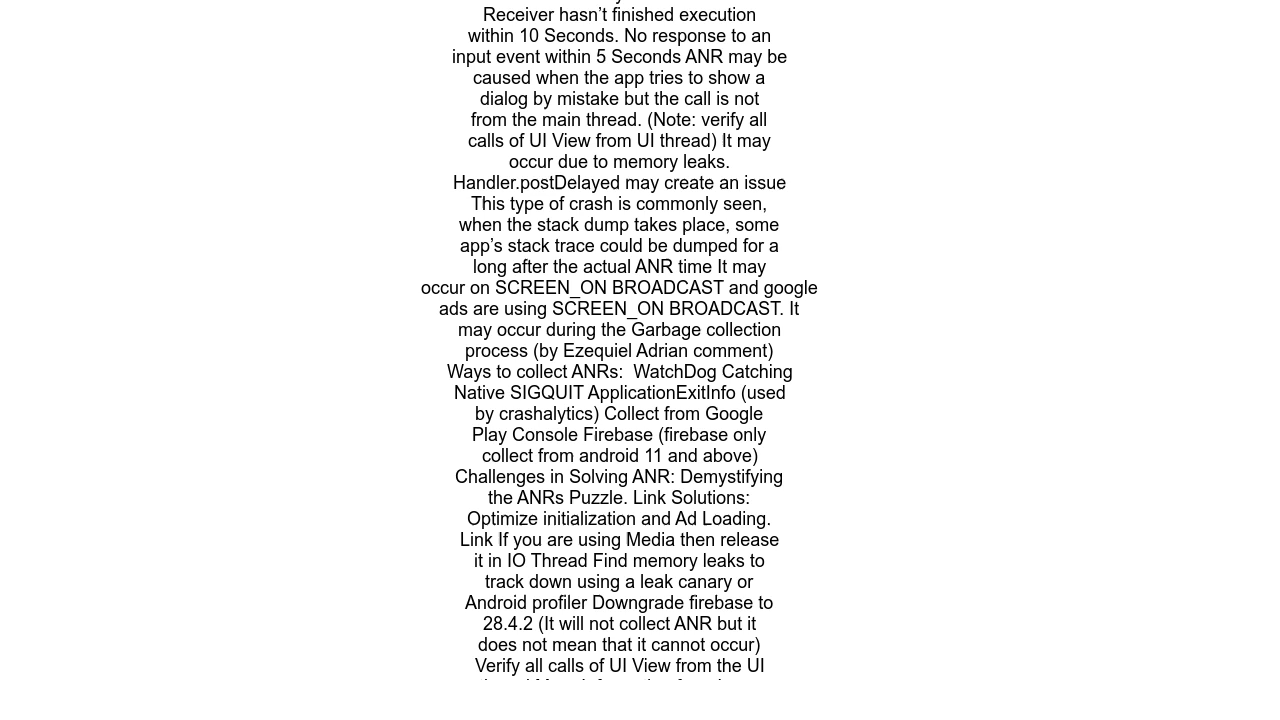 Receiver hasn’t finished execution
within 10 Seconds. No response to an
input event within 5 Seconds ANR may be
caused when the app tries to show a
dialog by mistake but the call is not
from the main thread. (Note: verify all
calls of UI View from UI thread) It may
occur due to memory leaks.
Handler.postDelayed may create an issue
This type of crash is commonly seen,
when the stack dump takes place, some
app’s stack trace could be dumped for a
long after the actual ANR time It may
occur on SCREEN_ON BROADCAST and google
ads are using SCREEN_ON BROADCAST. It
may occur during the Garbage collection
process (by Ezequiel Adrian comment)
Ways to collect ANRs:  WatchDog Catching
Native SIGQUIT ApplicationExitInfo (used
by crashalytics) Collect from Google
Play Console Firebase (firebase only
collect from android 11 and above)
Challenges in Solving ANR: Demystifying
the ANRs Puzzle. Link Solutions:
Optimize initialization and Ad Loading.
Link If you are using Media then release
it in IO Thread Find memory leaks to
track down using a leak canary or
Android profiler Downgrade firebase to
28.4.2 (It will not collect ANR but it
does not mean that it cannot occur)
Verify all calls of UI View from the UI